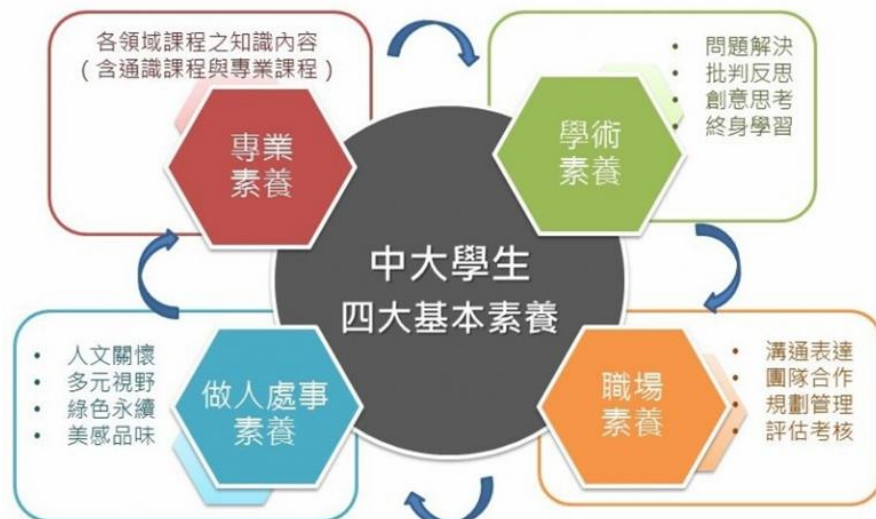 各領域課程之知識內容
(含通識課程與專業課程)
專業
素養
學術
素養
• 問題解決
• 批判反思
• 創意思考
• 終身學習
中大學生
四大基本素養
• 人文關懷
• 多元視野
• 綠色永續
• 美感品味
做人處事
素養
職場
素養
• 溝通表達
• 團隊合作
• 規劃管理
• 評估考核